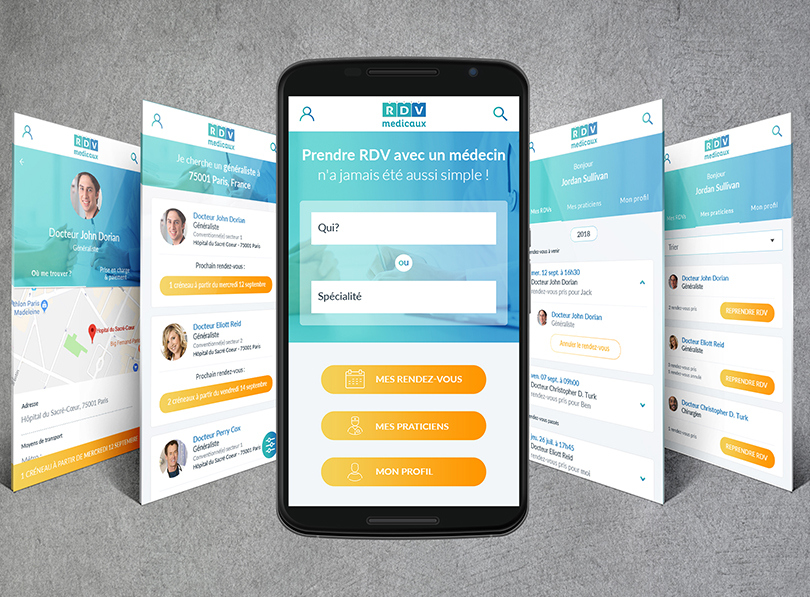 RDV
medicaux
Docteur John Dorian
Généraliste
Où me trouver ?
Prise en charge
& paiement
Madeleine
Hôpital du Sacré-Cœur
Adresse
Hôpital du Sacré-Coeur, 75001 Paris
Moyens de transport
1 CRÉNEAU À PARTIR DE MERCREDI 12 SEPTEMBRE
RDV
medicaux
Je cherche un généraliste à
75001 Paris, France
Docteur John Dorian
Généraliste
Conventionné(e) secteur 1
Hôpital du Sacré-Coeur - 75001 Paris
Prochain rendez-vous :
1 créneau à partir du mercredi 12 septembre
Docteur Eliott Reid
Généraliste
Conventionné(e) secteur 2
Hôpital du Sacré-Coeur - 75001 Paris
Prochain rendez-vous :
2 créneaux à partir du vendredi 14 septembre
Docteur Perry Cox
Généraliste
Conventionné(e) secteur 1
Hôpital du Sacré Coeur - 75001 Paris
RDV
medicaux
Prendre RDV avec un médecin
n'a jamais été aussi simple !
Qui?
ou
Spécialité
MES RENDEZ-VOUS
MES PRATICIENS
MON PROFIL
RDV
medicaux
Bonjour
Jordan Sullivan
Mes RDVs
Mes praticiens
Mon profil
2018
rendez-vous à venir
mer. 12 sept. à 16h30
Docteur John Dorian
rendez-vous pris pour Jack
Docteur John Dorian
Généraliste
Annuler le rendez-vous
ven. 07 sept. à 09h00
Docteur Christopher D. Turk
rendez-vous pris pour Ben
rendez-vous passés
jeu. 26 juil. à 17h45
Docteur Eliott Reid
rendez-vous pris pour moi
RDV
medicaux
Bonjour
Jordan Sullivan
Mes RDVs
Mes praticiens
Mon profil
Trier
Docteur John Dorian
Généraliste
rendez-vous pris
REPRENDRE RDV
Docteur Eliott Reid
Généraliste
rendez-vous pris
REPRENDRE RDV
Docteur Christopher D. Turk
Chirurgien
rendez-vous pris
REPRENDRE RDV